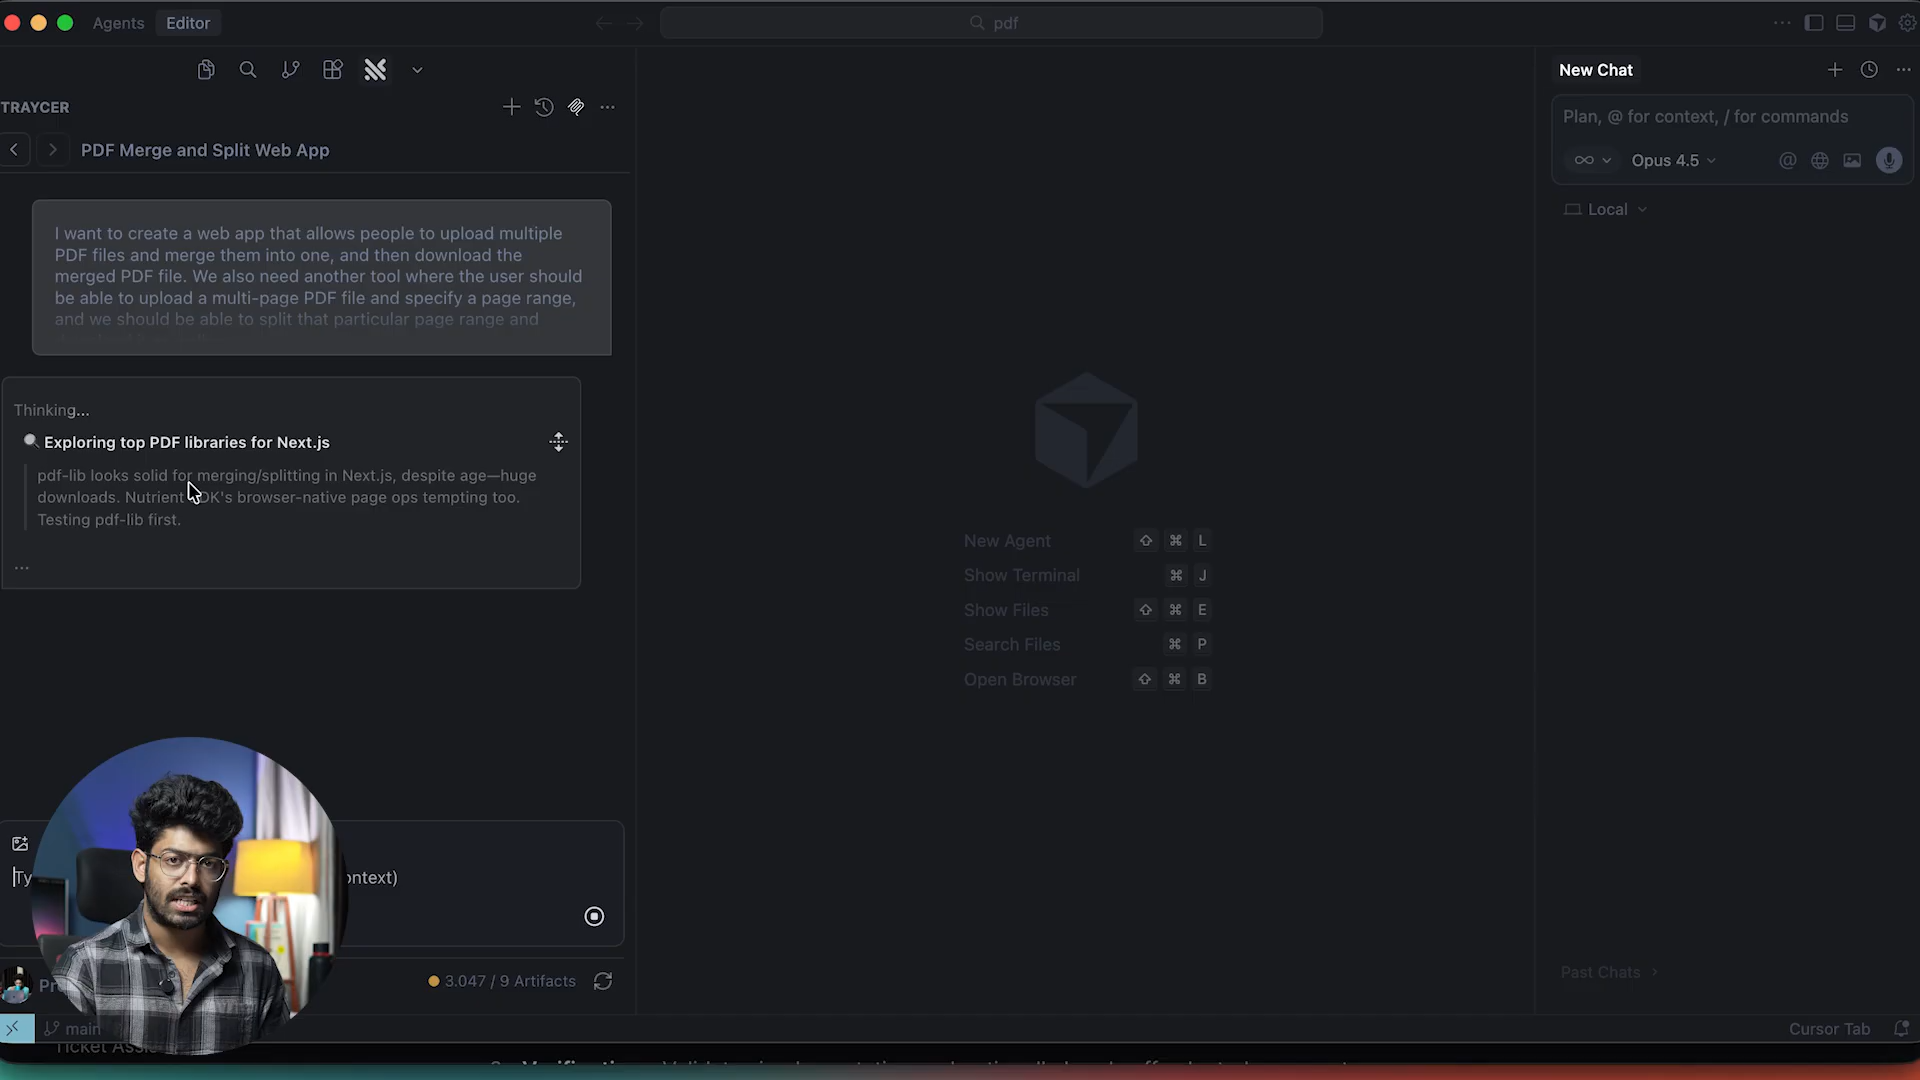 Agents Editor
pdf
TRAYCER
PDF Merge and Split Web App
I want to create a web app that allows people to upload multiple
PDF files and merge them into one, and then download the
merged PDF file. We also need another tool where the user should
be able to upload a multi-page PDF file and specify a page range,
and we should be able to split that particular page range and
Thinking...
Exploring top PDF libraries for Next.js
pdf-lib looks solid for merging/splitting in Next.js, despite age—huge
downloads. Nutrient DK's browser-native page ops tempting too.
Testing pdf-lib first.
...
Ty
ontext)
Pr
3.047 / 9 Artifacts
main
New Agent ⌘ L
Show Terminal ⌘ J
Show Files ⌘ E
Search Files ⌘ P
Open Browser ⌘ B
New Chat
Plan, @ for context, / for commands
Opus 4.5
Local
Past Chats
Cursor Tab